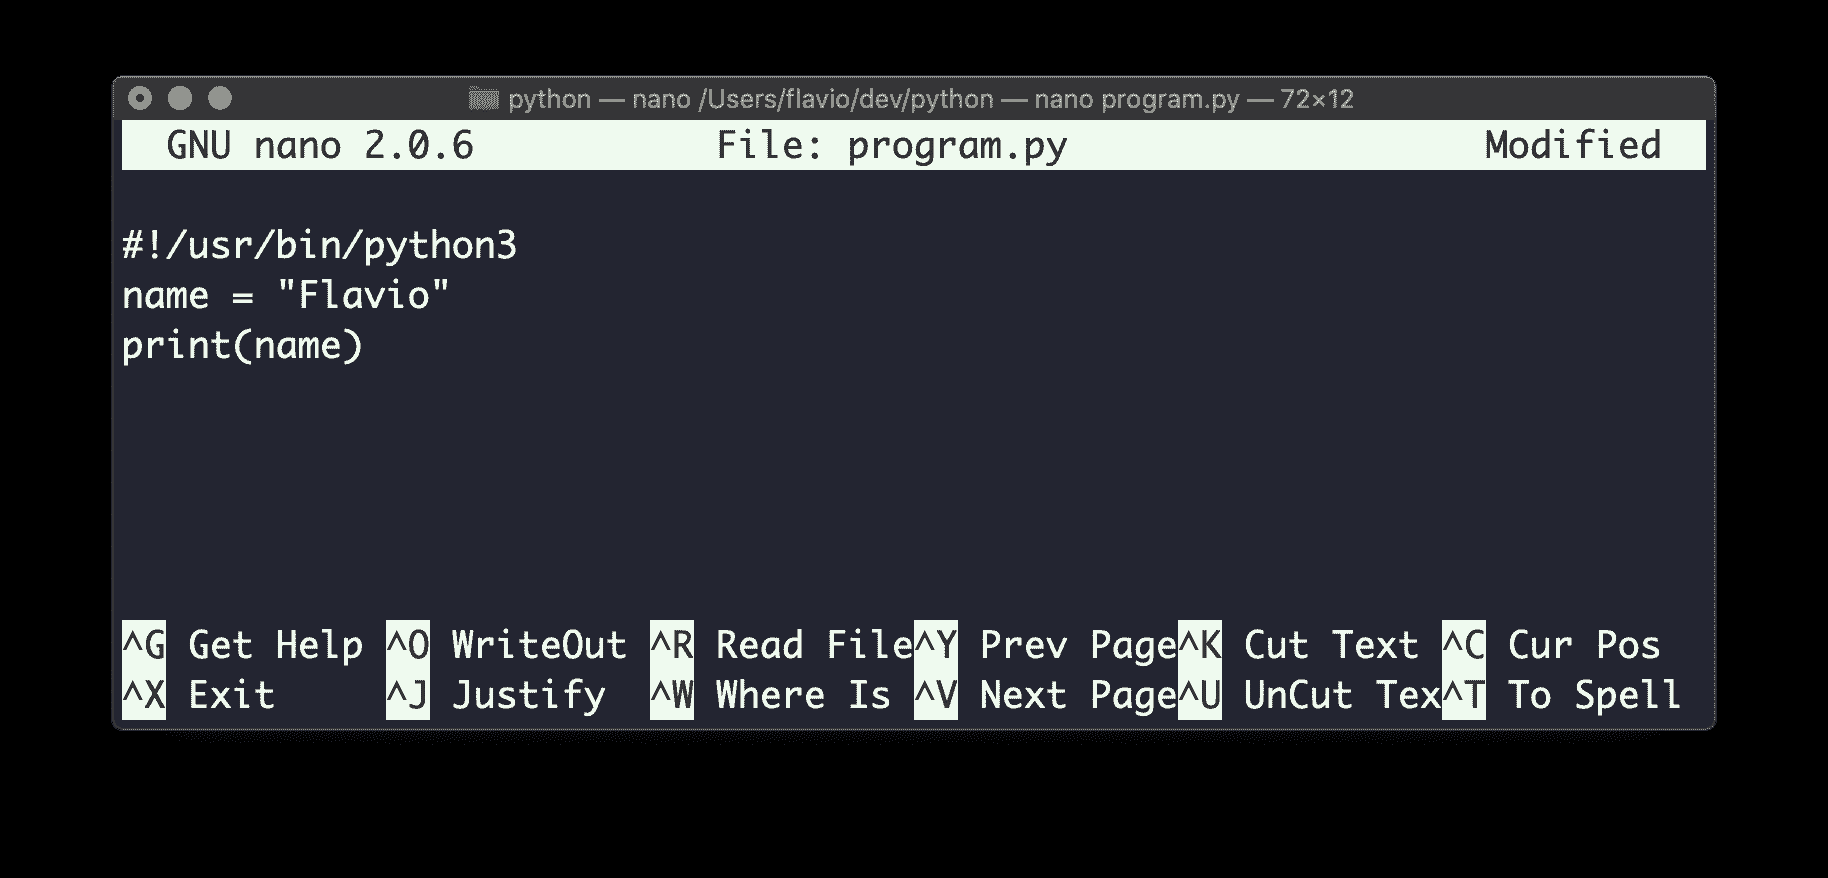 python — nano /Users/flavio/dev/python — nano program.py — 72×12
GNU nano 2.0.6 File: program.py Modified
#!/usr/bin/python3
name = "Flavio"
print(name)
^G Get Help ^O WriteOut ^R Read File^Y Prev Page^K Cut Text ^C Cur Pos
^X Exit ^J Justify ^W Where Is ^V Next Page^U UnCut Tex^T To Spell